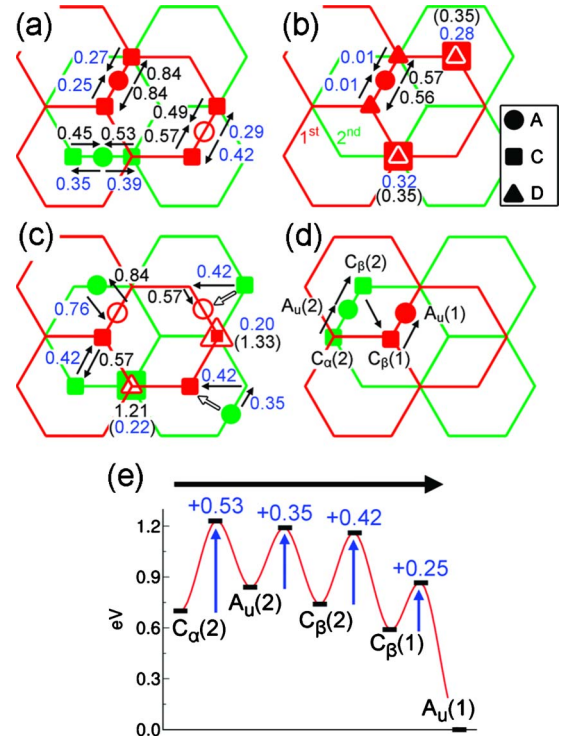 (a)
0.27
0.25
0.84
0.84
0.49
0.57
0.29
0.42
0.45
0.53
0.35
0.39
(b)
(0.35)
0.28
0.01
0.01
0.57
0.56
1st
2nd
0.32
(0.35)
A
C
D
(c)
0.84
0.42
0.76
0.57
0.20
(1.33)
0.42
0.57
0.42
0.35
1.21
(0.22)
(d)
Cβ(2)
Au(2)
Au(1)
Cα(2)
Cβ(1)
(e)
+0.53
+0.35
+0.42
+0.25
1.2
0.9
0.6
0.3
0.0
eV
Cα(2)
Au(2)
Cβ(2)
Cβ(1)
Au(1)